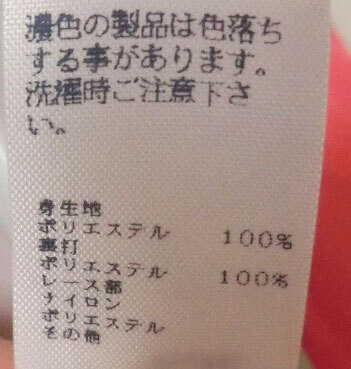 濃色の製品は色落ち
する事があります。
洗濯時ご注意下さ
い。
身生地
ポリエステル 100%
裏打
ポリエステル 100%
レース部
ナイロン
ポリエステル
その他